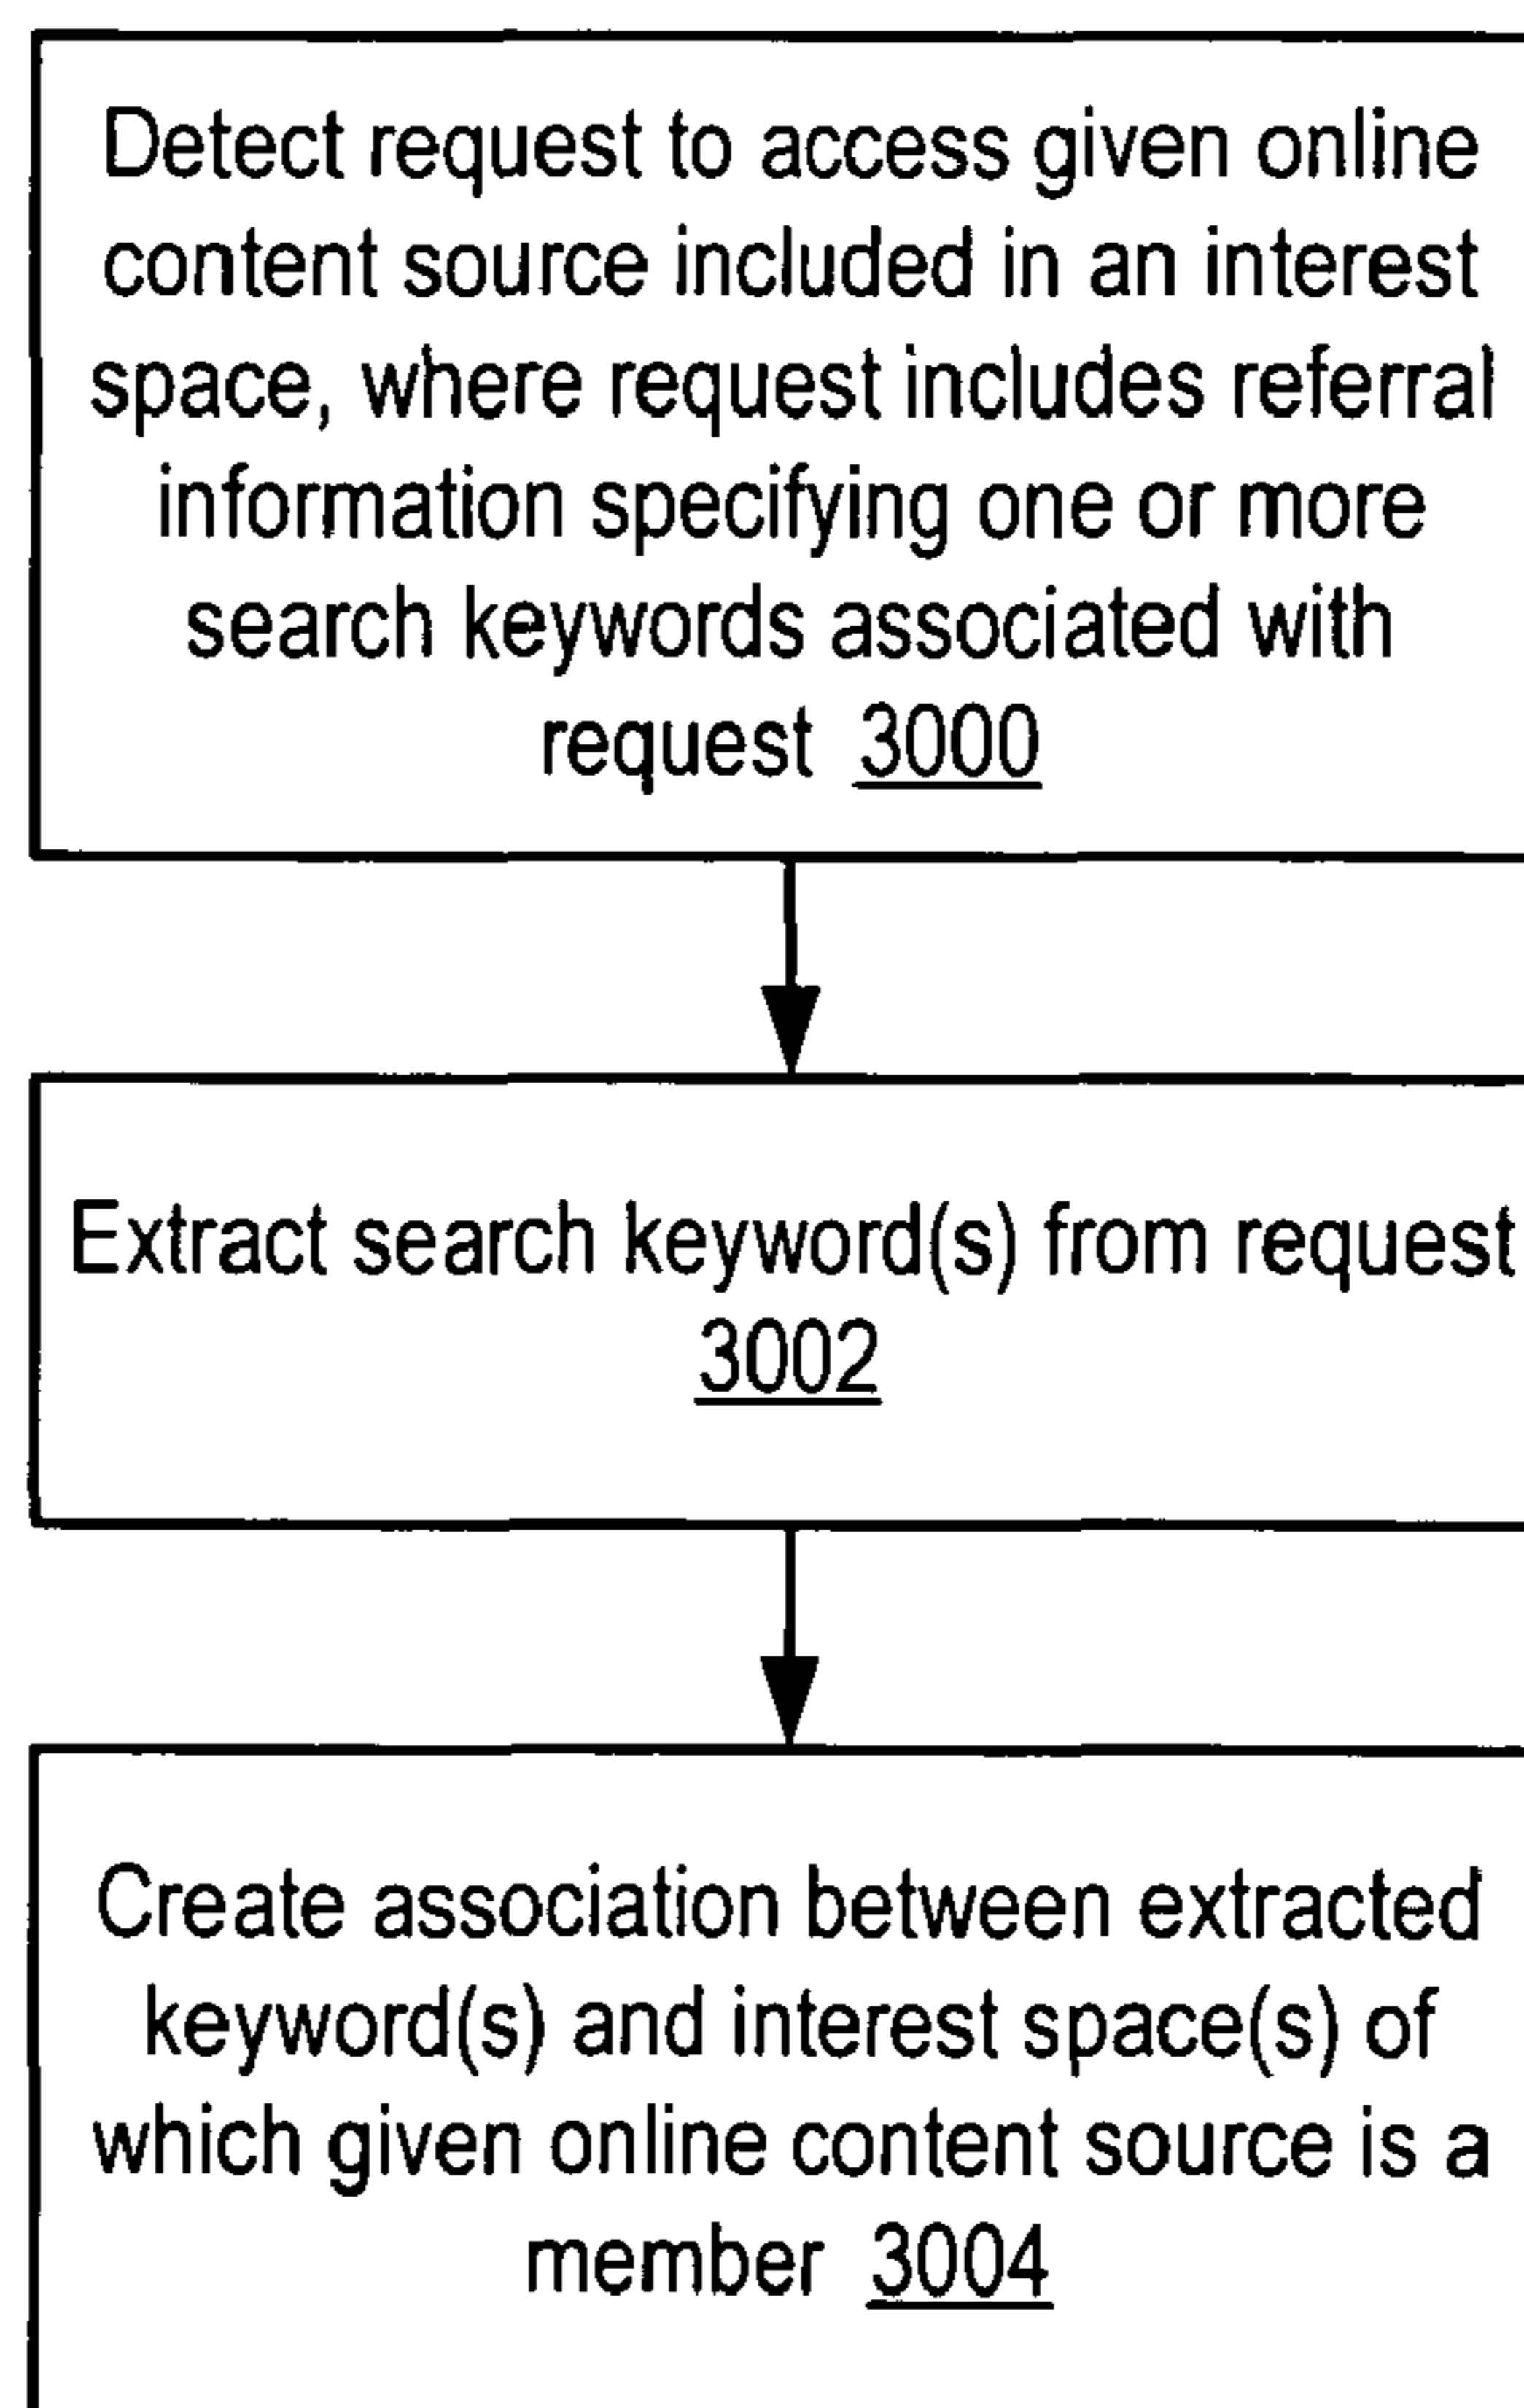 Detect request to access given online
content source included in an interest
space, where request includes referral
information specifying one or more
search keywords associated with
request 3000
Extract search keyword(s) from request
3002
Create association between extracted
keyword(s) and interest space(s) of
which given online content source is a
member 3004